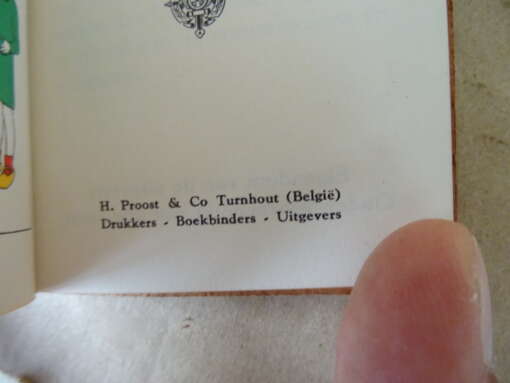 H. Proost & Co Turnhout (België)
Drukkers - Boekbinders - Uitgevers